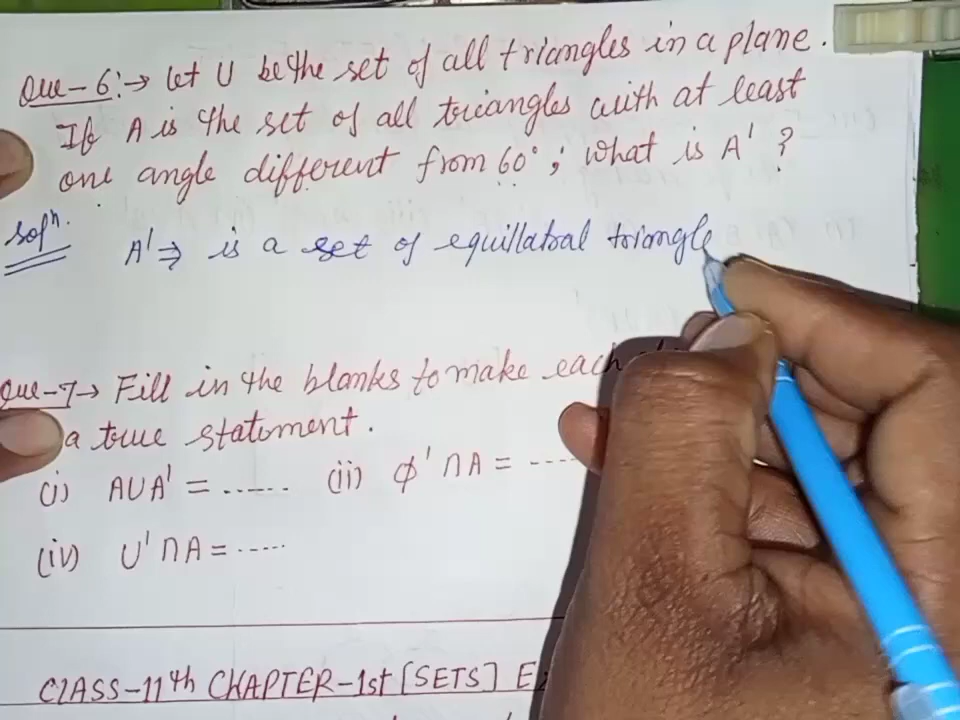 Que-6:→ Let U be the set of all triangles in a plane.
If A is the set of all triangles with at least
one angle different from 60°; What is A' ?
Solⁿ. A' ⇒ is a set of equillatral triangle
Que-7→ Fill in the blanks to make each
a true statement.
(i) A∪A' = ...... (ii) ϕ'∩A = ----
(iv) U'∩A = -----
CLASS-11th CHAPTER-1st [SETS]